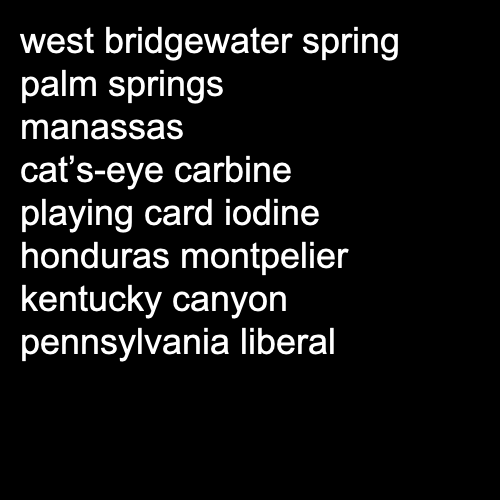 west bridgewater spring
palm springs
manassas
cat’s-eye carbine
playing card iodine
honduras montpelier
kentucky canyon
pennsylvania liberal